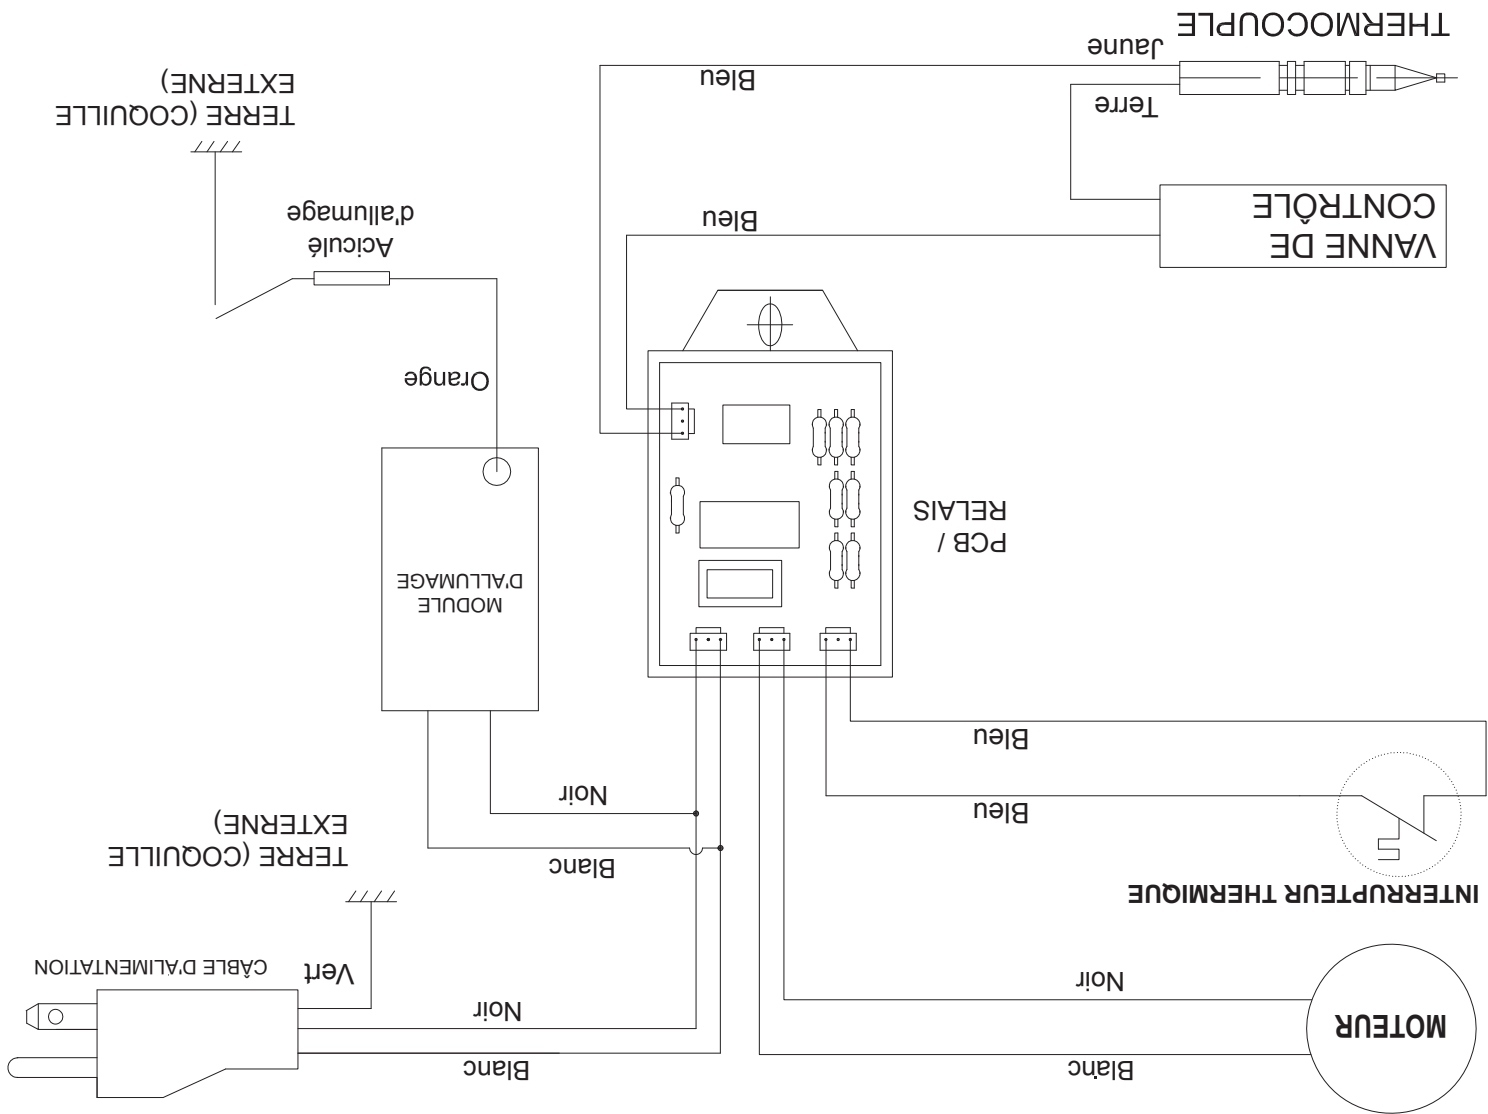 Blanc
Blanc
MOTEUR
Noir
Noir
Vert
CÂBLE D'ALIMENTATION
INTERRUPTEUR THERMIQUE
TERRE (COQUILLE
EXTERNE)
Blanc
Bleu
Noir
Bleu
MODULE
D'ALLUMAGE
PCB /
RELAIS
Orange
VANNE DE
CONTRÔLE
Bleu
Aciculé
d'allumage
TERRE (COQUILLE
EXTERNE)
Terre
Bleu
Jaune
THERMOCOUPLE